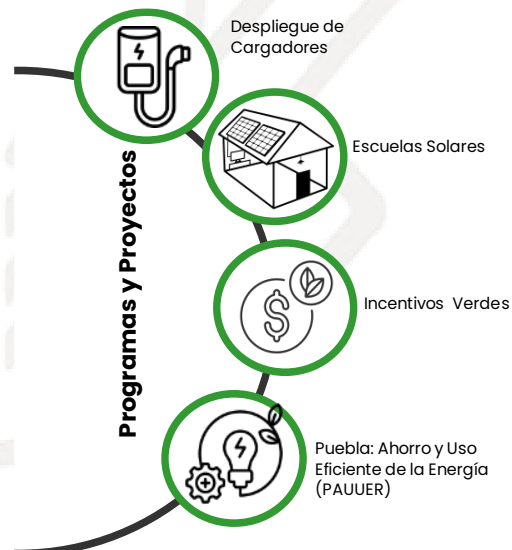 Despliegue de
Cargadores
Escuelas Solares
Programas y Proyectos
Incentivos Verdes
Puebla: Ahorro y Uso
Eficiente de la Energía
(PAUUER)